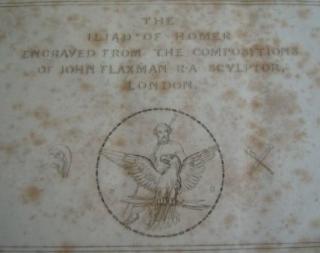 THE
ILIAD OF HOMER
ENGRAVED FROM THE COMPOSITIONS
OF JOHN FLAXMAN R.A. SCULPTOR,
LONDON.